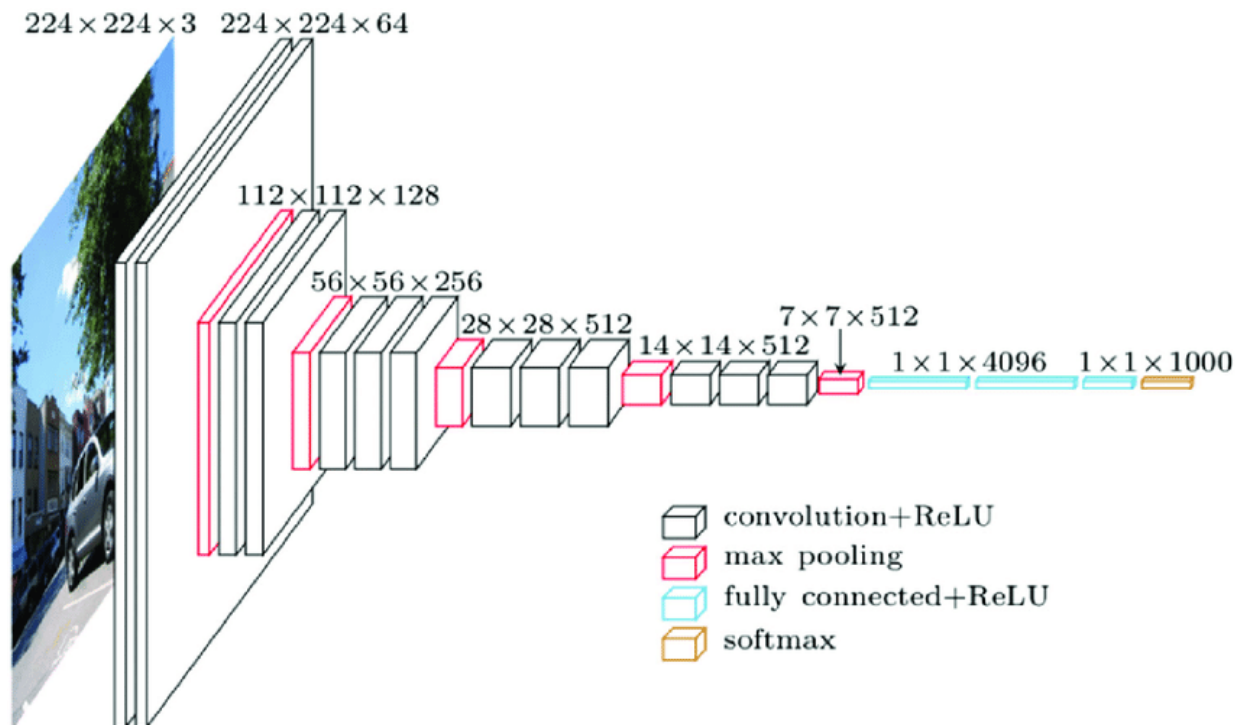 224 × 224 × 3
224 × 224 × 64
112 × 112 × 128
56 × 56 × 256
28 × 28 × 512
14 × 14 × 512
7 × 7 × 512
1 × 1 × 4096
1 × 1 × 1000
convolution+ReLU
max pooling
fully connected+ReLU
softmax